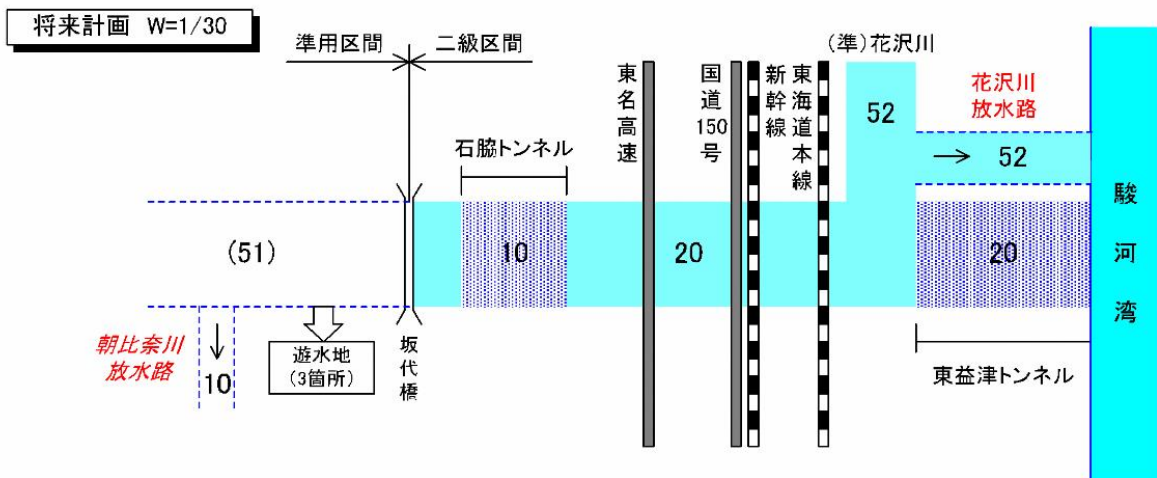 将来計画 W=1/30
準用区間
二級区間
(準)花沢川
東名高速
国道150号
新幹線
東海道本線
52
花沢川
放水路
→ 52
石脇トンネル
(51)
10
20
20
駿河湾
朝比奈川
放水路
↓
10
遊水地
(3箇所)
坂代橋
東益津トンネル